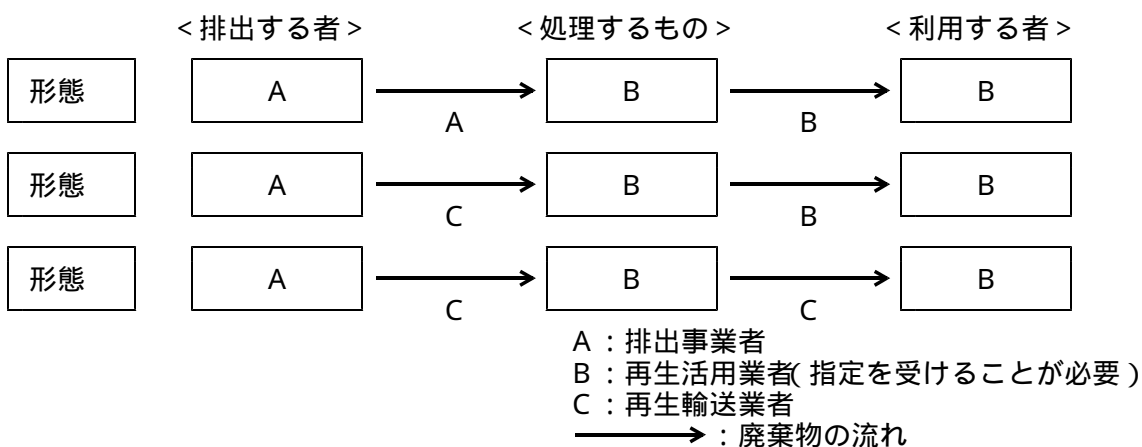 <排出する者> <処理するもの> <利用する者>
形態 A B B
A B
形態 A B B
C B
形態 A B B
C C
A:排出事業者
B:再生活用業者(指定を受けることが必要)
C:再生輸送業者
:廃棄物の流れ